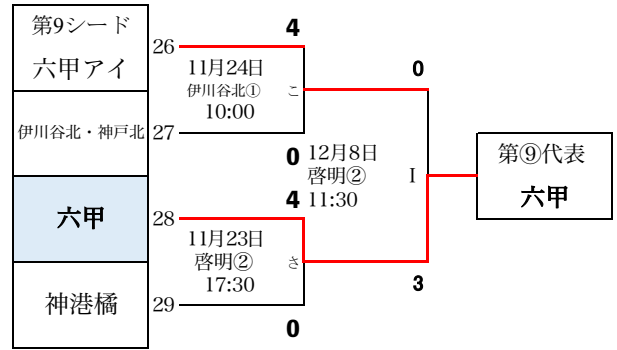 第9シード
六甲アイ
26
4
11月24日
伊川谷北①
10:00
こ
0
伊川谷北・神戸北
27
0
12月8日
啓明②
11:30
I
第⑨代表
六甲
六甲
28
4
11月23日
啓明②
17:30
さ
3
神港橘
29
0